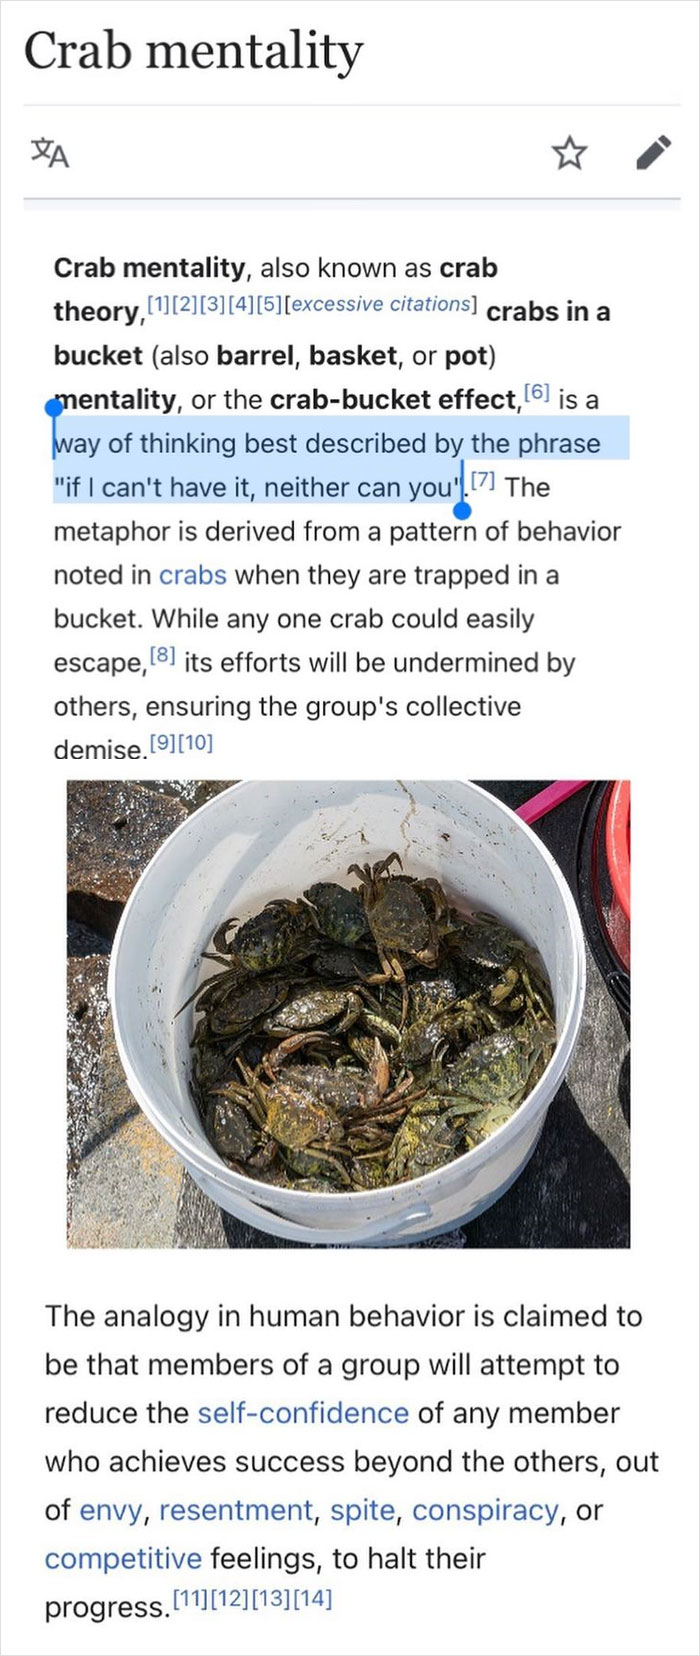 Crab mentality
文A
Crab mentality, also known as crab
theory,[1][2][3][4][5][excessive citations] crabs in a
bucket (also barrel, basket, or pot)
mentality, or the crab-bucket effect,[6] is a
way of thinking best described by the phrase
"if I can't have it, neither can you".[7] The
metaphor is derived from a pattern of behavior
noted in crabs when they are trapped in a
bucket. While any one crab could easily
escape,[8] its efforts will be undermined by
others, ensuring the group's collective
demise.[9][10]
The analogy in human behavior is claimed to
be that members of a group will attempt to
reduce the self-confidence of any member
who achieves success beyond the others, out
of envy, resentment, spite, conspiracy, or
competitive feelings, to halt their
progress.[11][12][13][14]